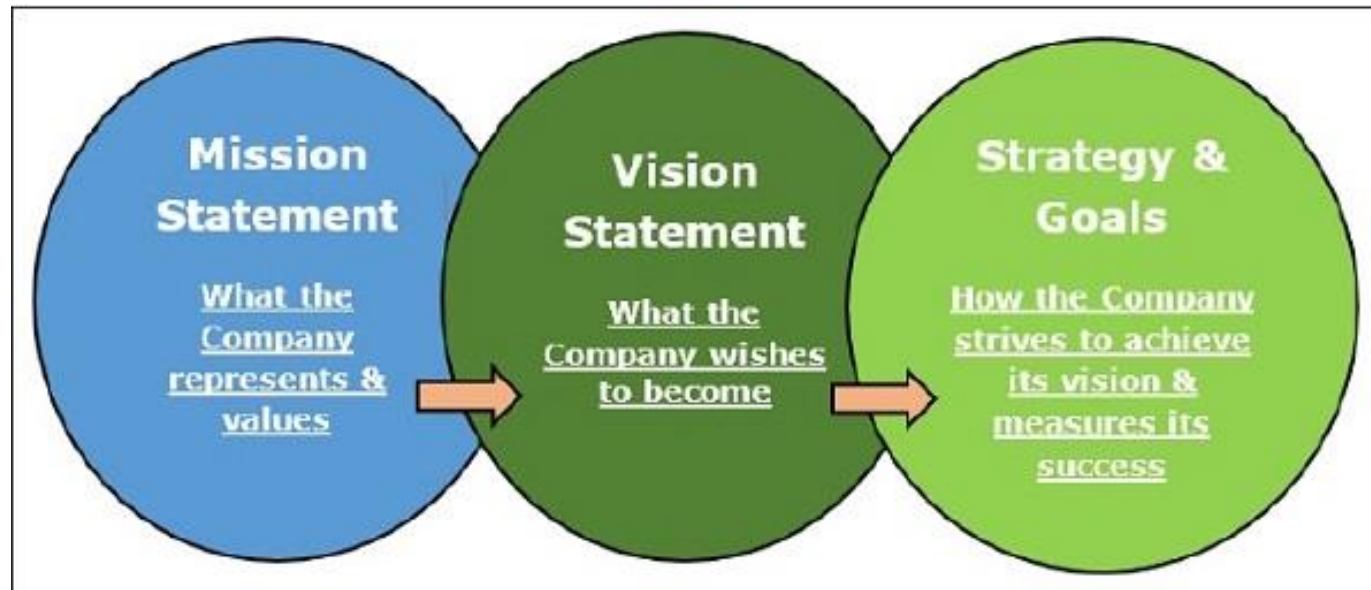 Mission
Statement
What the
Company
represents &
values
Vision
Statement
What the
Company wishes
to become
Strategy &
Goals
How the Company
strives to achieve
its vision &
measures its
success